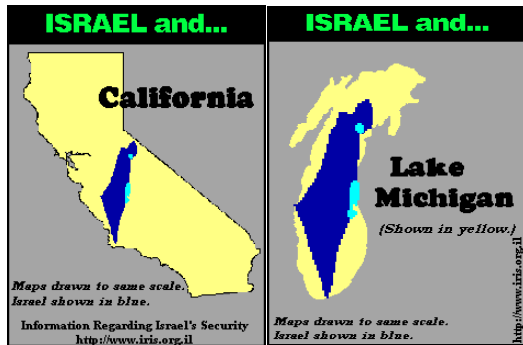 ISRAEL and...
California
Maps drawn to same scale.
Israel shown in blue.
Information Regarding Israel's Security
http://www.iris.org.il
ISRAEL and...
Lake
Michigan
(Shown in yellow.)
Maps drawn to same scale.
Israel shown in blue.
http://www.iris.org.il